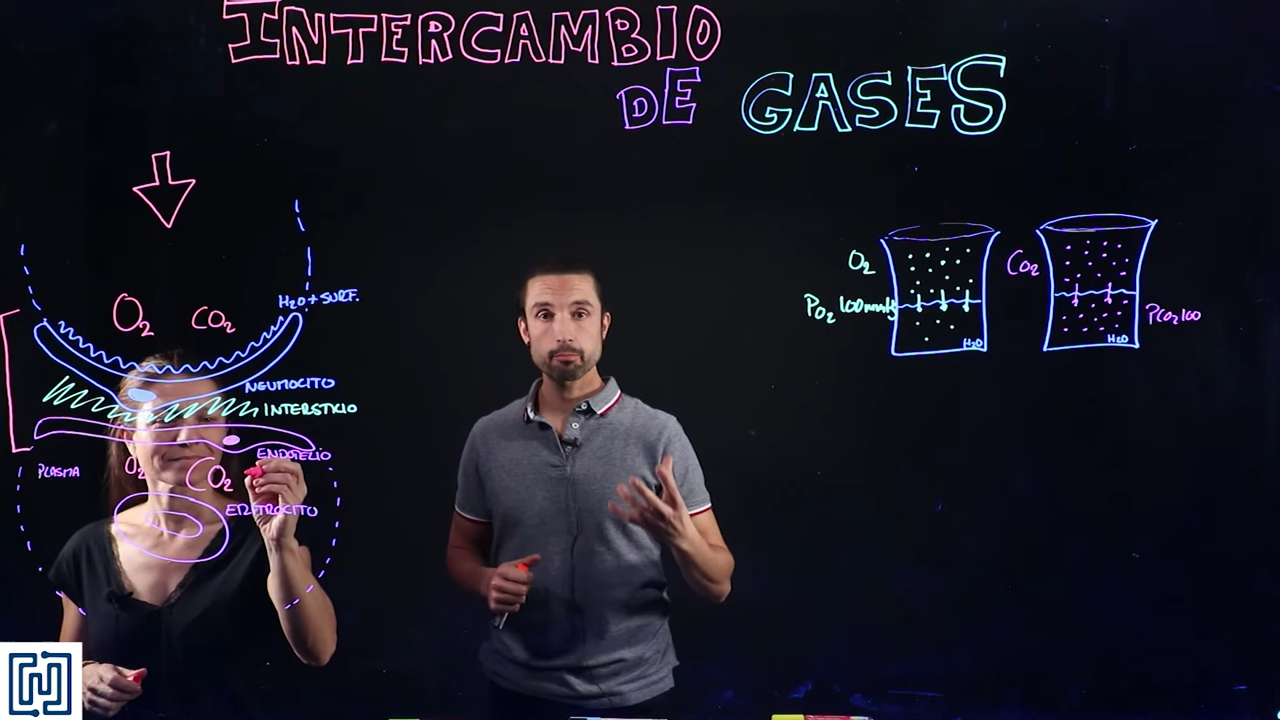 INTERCAMBIO
DE GASES
O₂ CO₂
H₂O + SURF.
NEUMOCITO
INTERSTICIO
ENDOTELIO
PLASMA O₂ CO₂
ERITROCITO
O₂
PO₂ 100mmHg
H₂O
CO₂
PCO₂ 100
H₂O